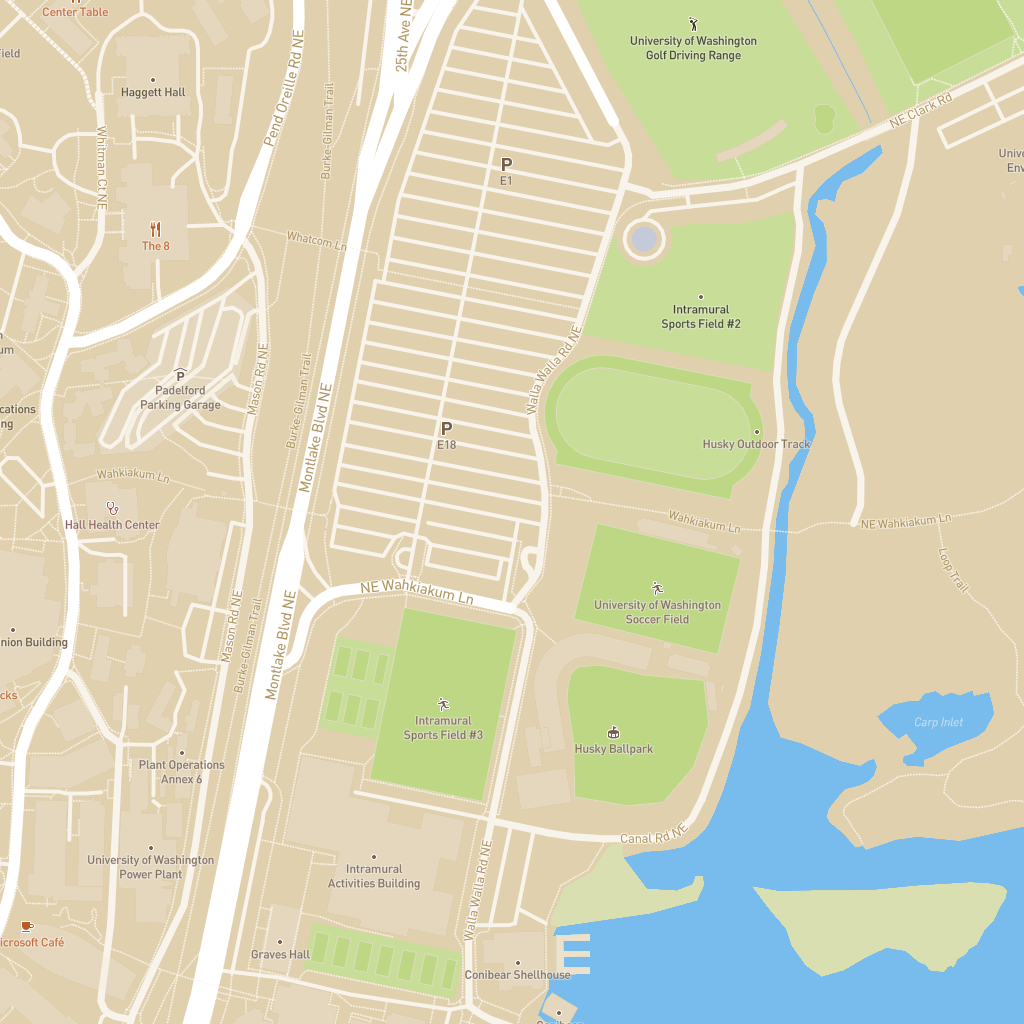 Center Table
25th Ave NE
University of Washington
Golf Driving Range
Field
Haggett Hall
Pend Oreille Rd NE
Burke-Gilman Trail
NE Clark Rd
Whitman Ct NE
P
E1
The 8
Whatcom Ln
Intramural
Sports Field #2
P
Padelford
Parking Garage
Mason Rd NE
Burke-Gilman Trail
Montlake Blvd NE
Walla Walla Rd NE
P
E18
Husky Outdoor Track
Wahkiakum Ln
Hall Health Center
Wahkiakum Ln
NE Wahkiakum Ln
Loop Trail
NE Wahkiakum Ln
University of Washington
Soccer Field
Mason Rd NE
Burke-Gilman Trail
Montlake Blvd NE
nion Building
Intramural
Sports Field #3
Husky Ballpark
Carp Inlet
Plant Operations
Annex 6
Canal Rd NE
University of Washington
Power Plant
Intramural
Activities Building
Walla Walla Rd NE
icrosoft Café
Graves Hall
Conibear Shellhouse